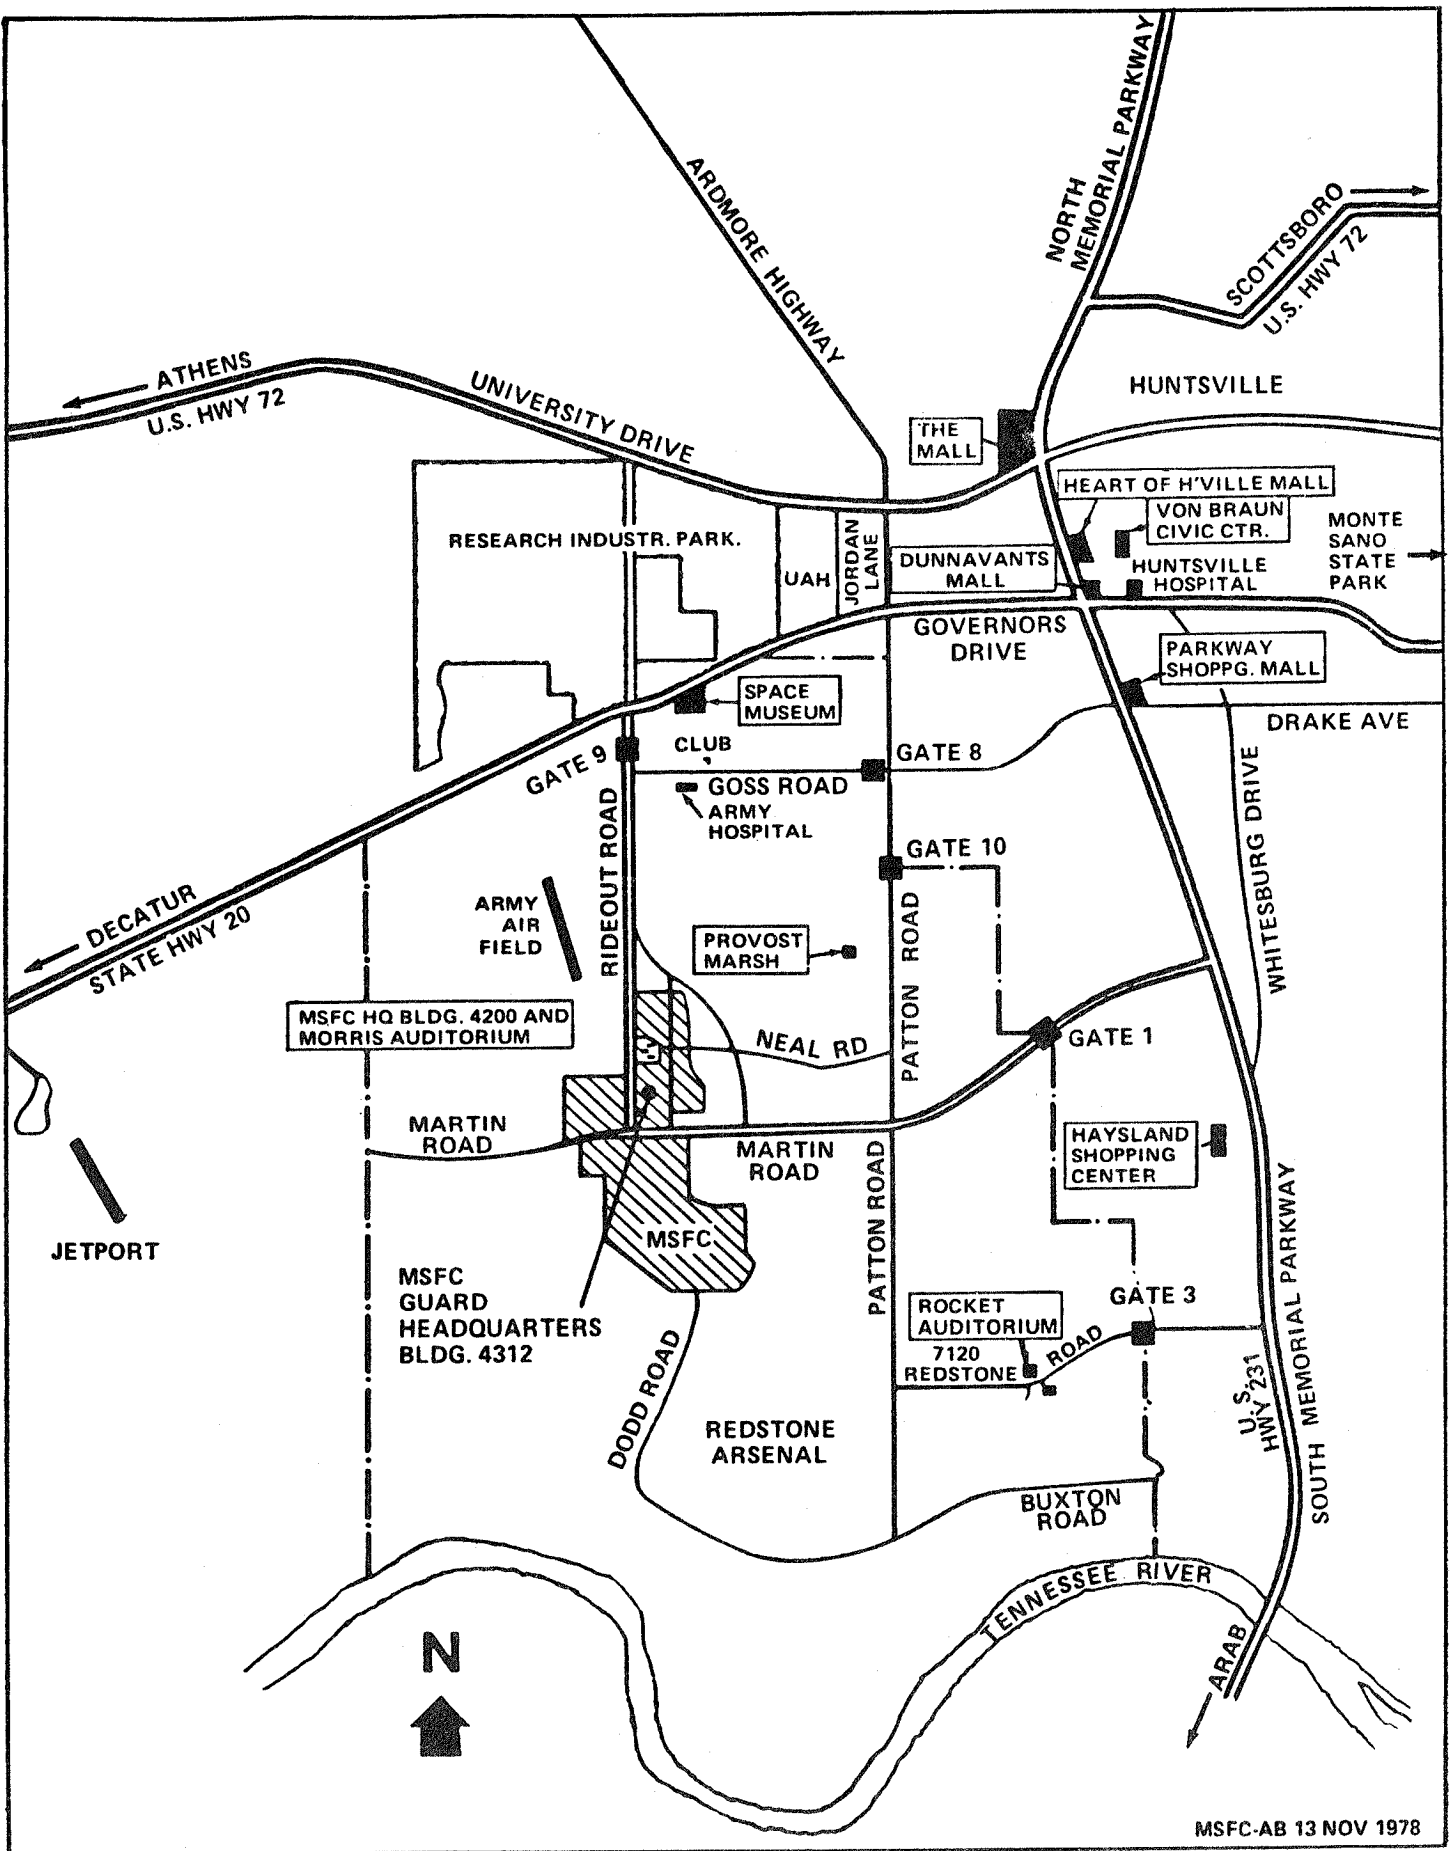 NORTH
MEMORIAL PARKWAY
ARDMORE HIGHWAY
SCOTTSBORO
U.S. HWY 72
ATHENS
U.S. HWY 72
UNIVERSITY DRIVE
HUNTSVILLE
THE
MALL
HEART OF H'VILLE MALL
VON BRAUN
CIVIC CTR.
MONTE
SANO
STATE
PARK
RESEARCH INDUSTR. PARK.
UAH
JORDAN
LANE
DUNNAVANTS
MALL
HUNTSVILLE
HOSPITAL
GOVERNORS
DRIVE
PARKWAY
SHOPPG. MALL
SPACE
MUSEUM
DRAKE AVE
GATE 9
CLUB
GATE 8
GOSS ROAD
ARMY
HOSPITAL
RIDEOUT ROAD
WHITESBURG DRIVE
GATE 10
DECATUR
STATE HWY 20
ARMY
AIR
FIELD
PROVOST
MARSH
PATTON ROAD
MSFC HQ BLDG. 4200 AND
MORRIS AUDITORIUM
NEAL RD
GATE 1
MARTIN
ROAD
MARTIN
ROAD
HAYSLAND
SHOPPING
CENTER
PATTON ROAD
JETPORT
MSFC
MSFC
GUARD
HEADQUARTERS
BLDG. 4312
ROCKET
AUDITORIUM
7120
REDSTONE ROAD
GATE 3
DODD ROAD
U. S.
HWY 231
SOUTH MEMORIAL PARKWAY
REDSTONE
ARSENAL
BUXTON
ROAD
TENNESSEE RIVER
ARAB
N
MSFC-AB 13 NOV 1978